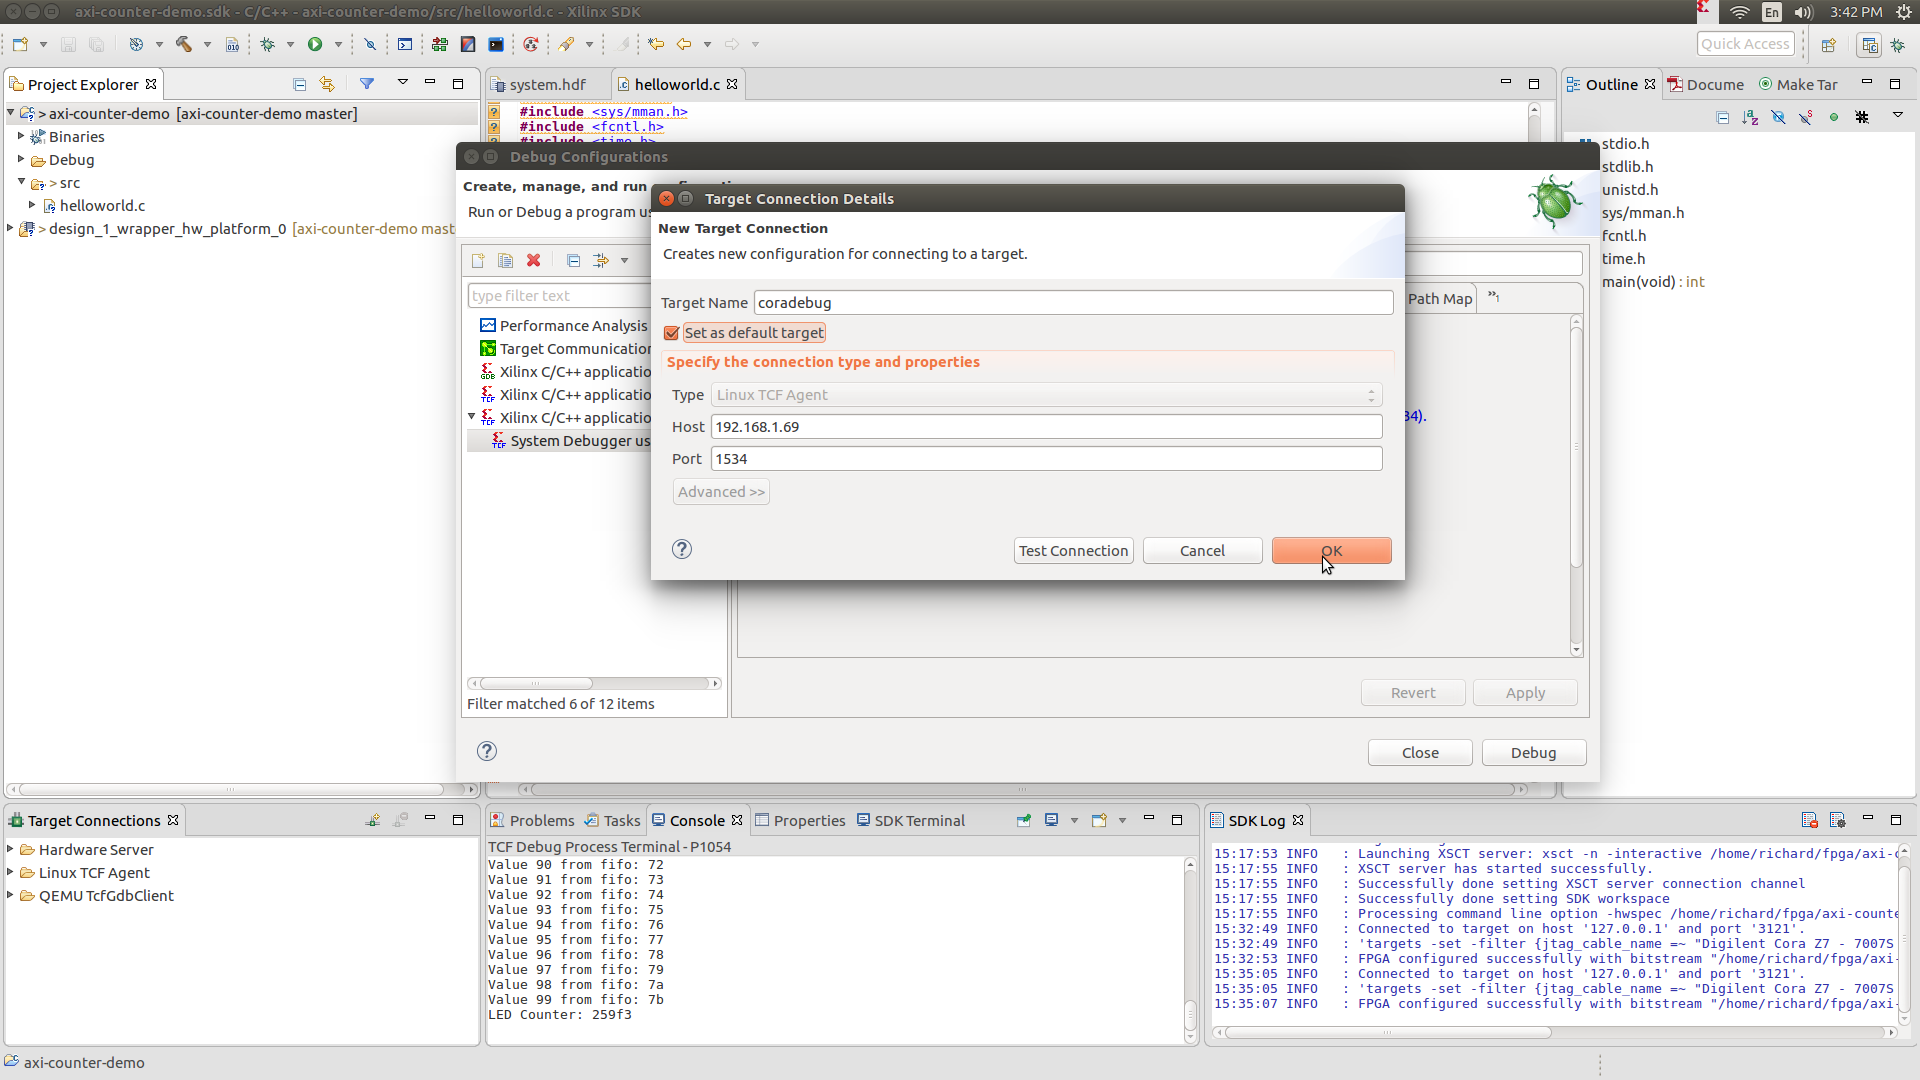 axi-counter-demo.sdk - C/C++ - axi-counter-demo/src/helloworld.c - Xilinx SDK
En
3:42 PM
Quick Access
Project Explorer
system.hdf
helloworld.c
Outline
Docume
Make Tar
> axi-counter-demo [axi-counter-demo master]
Binaries
Debug
> src
helloworld.c
> design_1_wrapper_hw_platform_0 [axi-counter-demo mast
#include <sys/mman.h>
#include <fcntl.h>
#include <time.h>
stdio.h
stdlib.h
unistd.h
sys/mman.h
fcntl.h
time.h
main(void) : int
Debug Configurations
Create, manage, and run
Run or Debug a program us
type filter text
Performance Analysis
Target Communication
Xilinx C/C++ applicatio
Xilinx C/C++ applicatio
Xilinx C/C++ applicatio
System Debugger us
Path Map
34).
Filter matched 6 of 12 items
Revert
Apply
Close
Debug
Target Connection Details
New Target Connection
Creates new configuration for connecting to a target.
Target Name coradebug
Set as default target
Specify the connection type and properties
Type Linux TCF Agent
Host 192.168.1.69
Port 1534
Advanced >>
Test Connection
Cancel
OK
Target Connections
Hardware Server
Linux TCF Agent
QEMU TcfGdbClient
Problems
Tasks
Console
Properties
SDK Terminal
TCF Debug Process Terminal - P1054
Value 90 from fifo: 72
Value 91 from fifo: 73
Value 92 from fifo: 74
Value 93 from fifo: 75
Value 94 from fifo: 76
Value 95 from fifo: 77
Value 96 from fifo: 78
Value 97 from fifo: 79
Value 98 from fifo: 7a
Value 99 from fifo: 7b
LED Counter: 259f3
SDK Log
15:17:53 INFO : Launching XSCT server: xsct -n -interactive /home/richard/fpga/axi-c
15:17:55 INFO : XSCT server has started successfully.
15:17:55 INFO : Successfully done setting XSCT server connection channel
15:17:55 INFO : Successfully done setting SDK workspace
15:17:55 INFO : Processing command line option -hwspec /home/richard/fpga/axi-counte
15:32:49 INFO : Connected to target on host '127.0.0.1' and port '3121'.
15:32:49 INFO : 'targets -set -filter {jtag_cable_name =~ "Digilent Cora Z7 - 7007S
15:32:53 INFO : FPGA configured successfully with bitstream "/home/richard/fpga/axi-
15:35:05 INFO : Connected to target on host '127.0.0.1' and port '3121'.
15:35:05 INFO : 'targets -set -filter {jtag_cable_name =~ "Digilent Cora Z7 - 7007S
15:35:07 INFO : FPGA configured successfully with bitstream "/home/richard/fpga/axi-
axi-counter-demo